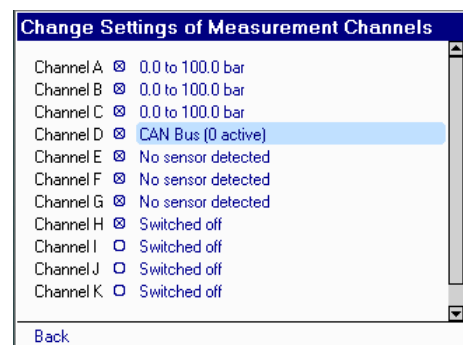 Change Settings of Measurement Channels
Channel A ⊗ 0.0 to 100.0 bar
Channel B ⊗ 0.0 to 100.0 bar
Channel C ⊗ 0.0 to 100.0 bar
Channel D ⊗ CAN Bus (0 active)
Channel E ⊗ No sensor detected
Channel F ⊗ No sensor detected
Channel G ⊗ No sensor detected
Channel H ⊗ Switched off
Channel I O Switched off
Channel J O Switched off
Channel K O Switched off
Back